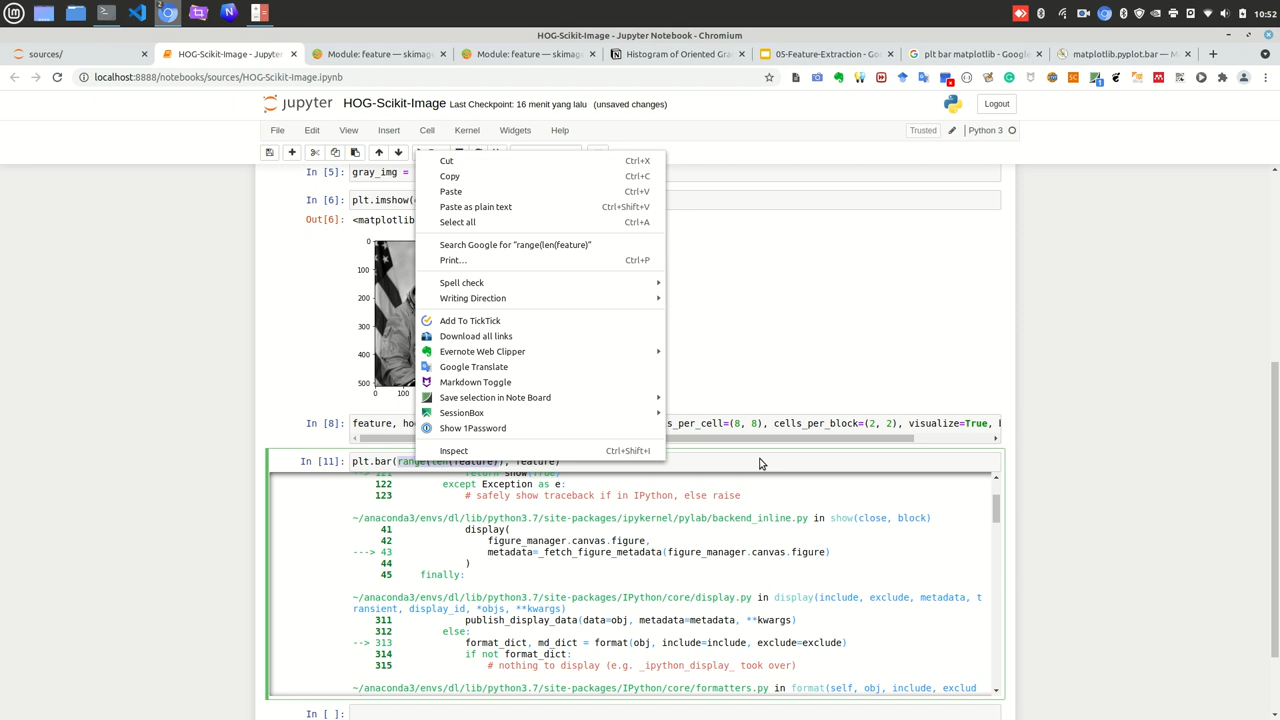 10:52
HOG-Scikit-Image - Jupyter Notebook - Chromium
sources/
HOG-Scikit-Image - Jupyter
Module: feature — skimage
Module: feature — skimage
Histogram of Oriented Gra
05-Feature-Extraction - Go
plt bar matplotlib - Google
matplotlib.pyplot.bar — M
localhost:8888/notebooks/sources/HOG-Scikit-Image.ipynb
jupyter HOG-Scikit-Image Last Checkpoint: 16 menit yang lalu (unsaved changes)
Logout
File Edit View Insert Cell Kernel Widgets Help
Trusted Python 3
In [5]: gray_img =
In [6]: plt.imshow(
Out[6]: <matplotlib
0
100
200
300
400
500
0 100
Cut Ctrl+X
Copy Ctrl+C
Paste Ctrl+V
Paste as plain text Ctrl+Shift+V
Select all Ctrl+A
Search Google for “range(len(feature)”
Print… Ctrl+P
Spell check
Writing Direction
Add To TickTick
Download all links
Evernote Web Clipper
Google Translate
Markdown Toggle
Save selection in Note Board
SessionBox
Show 1Password
Inspect Ctrl+Shift+I
In [8]: feature, ho s_per_cell=(8, 8), cells_per_block=(2, 2), visualize=True,
In [11]: plt.bar(range(len(feature)), feature)
122 except Exception as e:
123 # safely show traceback if in IPython, else raise
~/anaconda3/envs/dl/lib/python3.7/site-packages/ipykernel/pylab/backend_inline.py in show(close, block)
41 display(
42 figure_manager.canvas.figure,
---> 43 metadata=_fetch_figure_metadata(figure_manager.canvas.figure)
44 )
45 finally:
~/anaconda3/envs/dl/lib/python3.7/site-packages/IPython/core/display.py in display(include, exclude, metadata, t
ransient, display_id, *objs, **kwargs)
311 publish_display_data(data=obj, metadata=metadata, **kwargs)
312 else:
--> 313 format_dict, md_dict = format(obj, include=include, exclude=exclude)
314 if not format_dict:
315 # nothing to display (e.g. _ipython_display_ took over)
~/anaconda3/envs/dl/lib/python3.7/site-packages/IPython/core/formatters.py in format(self, obj, include, exclud
In [ ]: